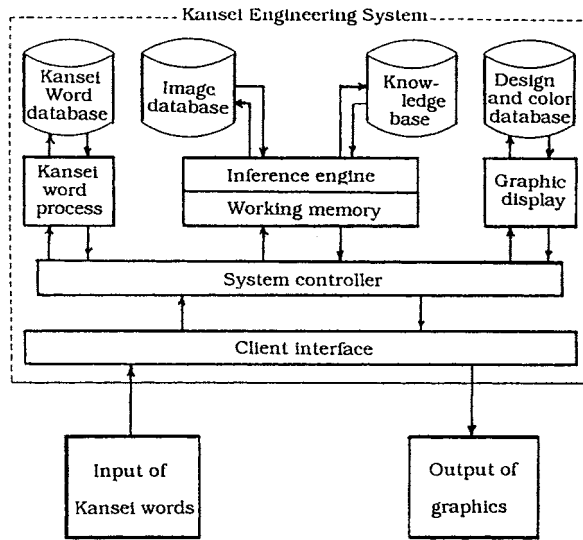 Kansei Engineering System
Kansei
Word
database
Image
database
Know-
ledge
base
Design
and color
database
Kansei
word
process
Inference engine
Working memory
Graphic
display
System controller
Client interface
Input of
Kansei words
Output of
graphics